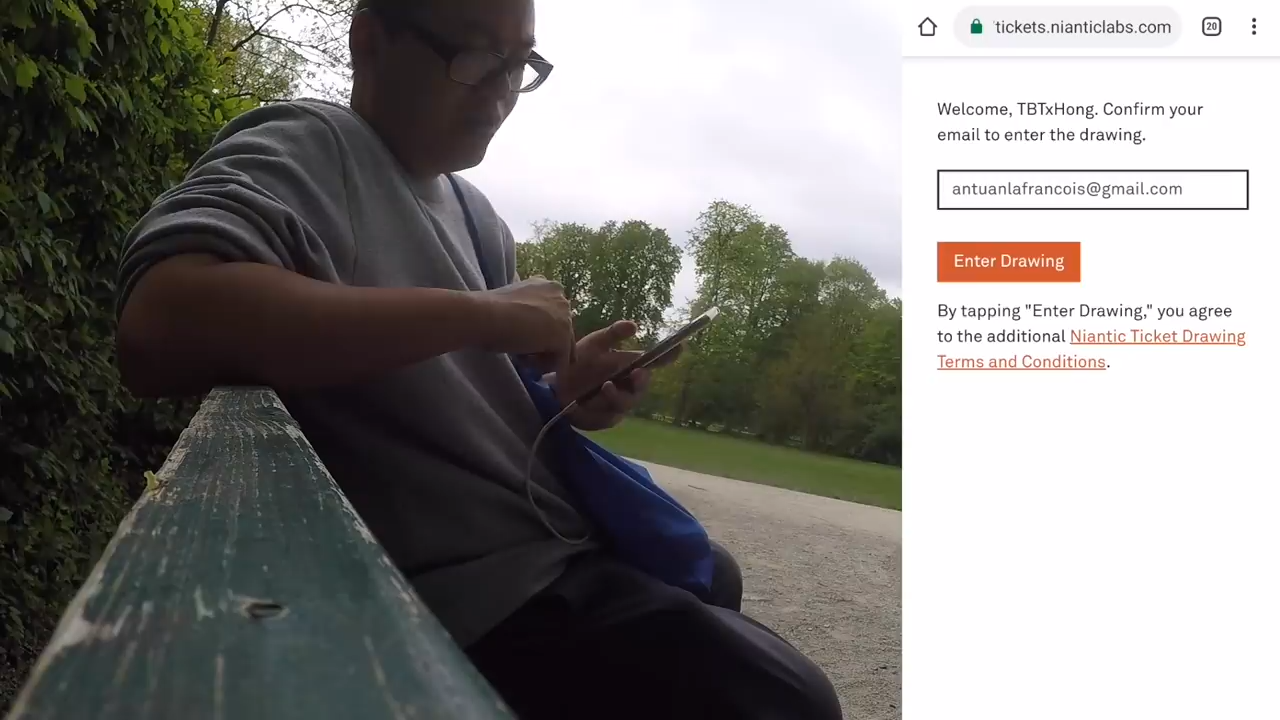 tickets.nianticlabs.com
20
Welcome, TBTxHong. Confirm your
email to enter the drawing.
antuanlafrancois@gmail.com
Enter Drawing
By tapping "Enter Drawing," you agree
to the additional Niantic Ticket Drawing
Terms and Conditions.